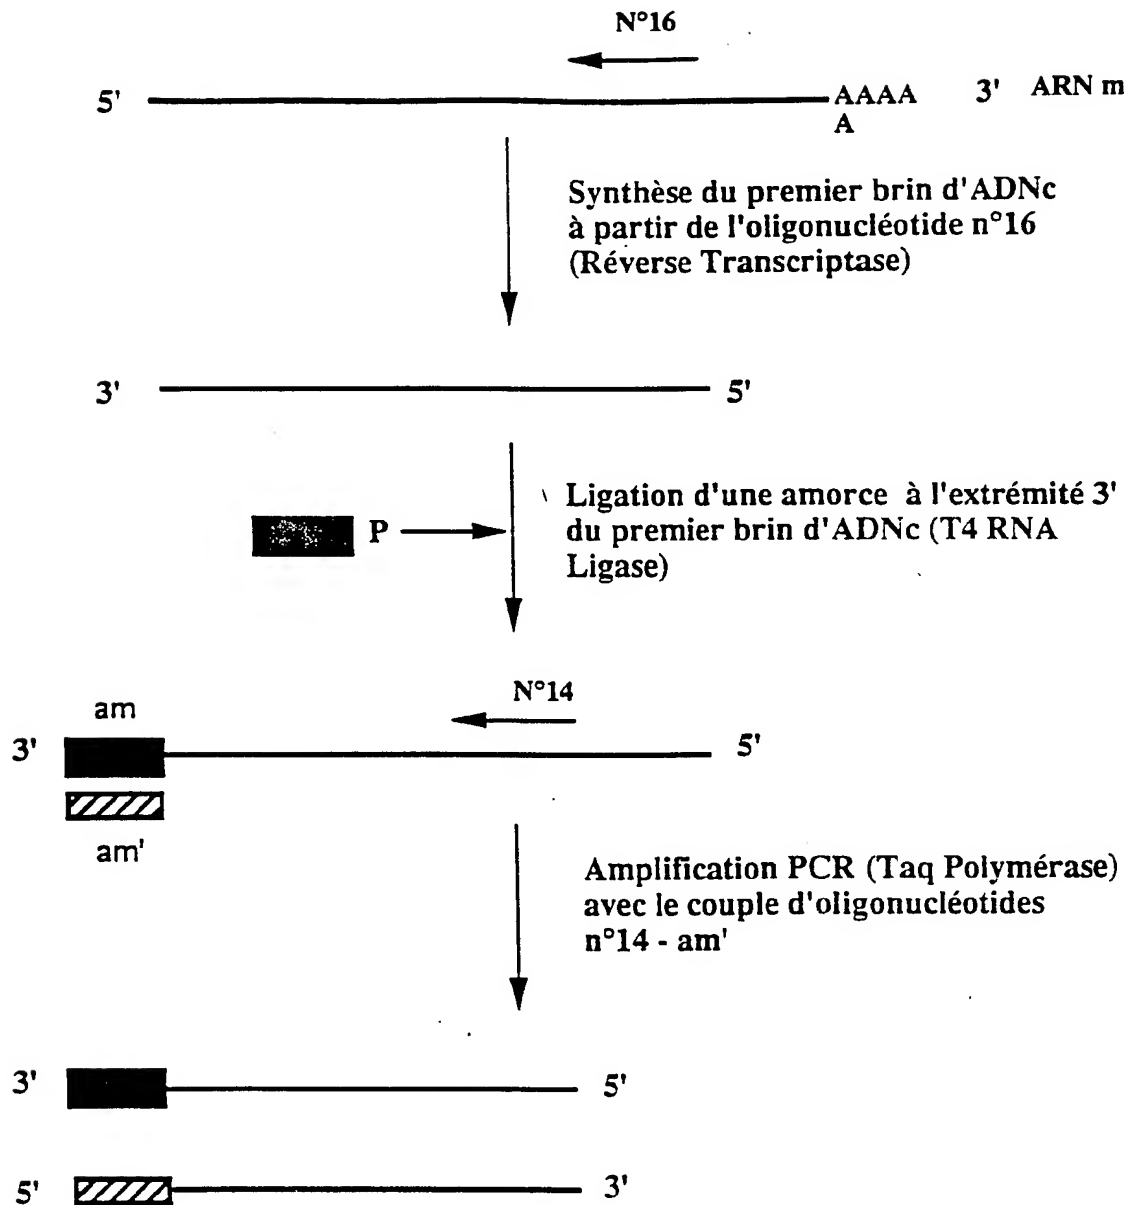 N°16
5' AAAA 3' ARN m
A
Synthèse du premier brin d'ADNc
à partir de l'oligonucléotide n°16
(Réverse Transcriptase)
3' 5'
Ligation d'une amorce à l'extrémité 3'
P
du premier brin d'ADNc (T4 RNA
Ligase)
N°14
am
3' 5'
am'
Amplification PCR (Taq Polymérase)
avec le couple d'oligonucléotides
n°14 - am'
3' 5'
5' 3'